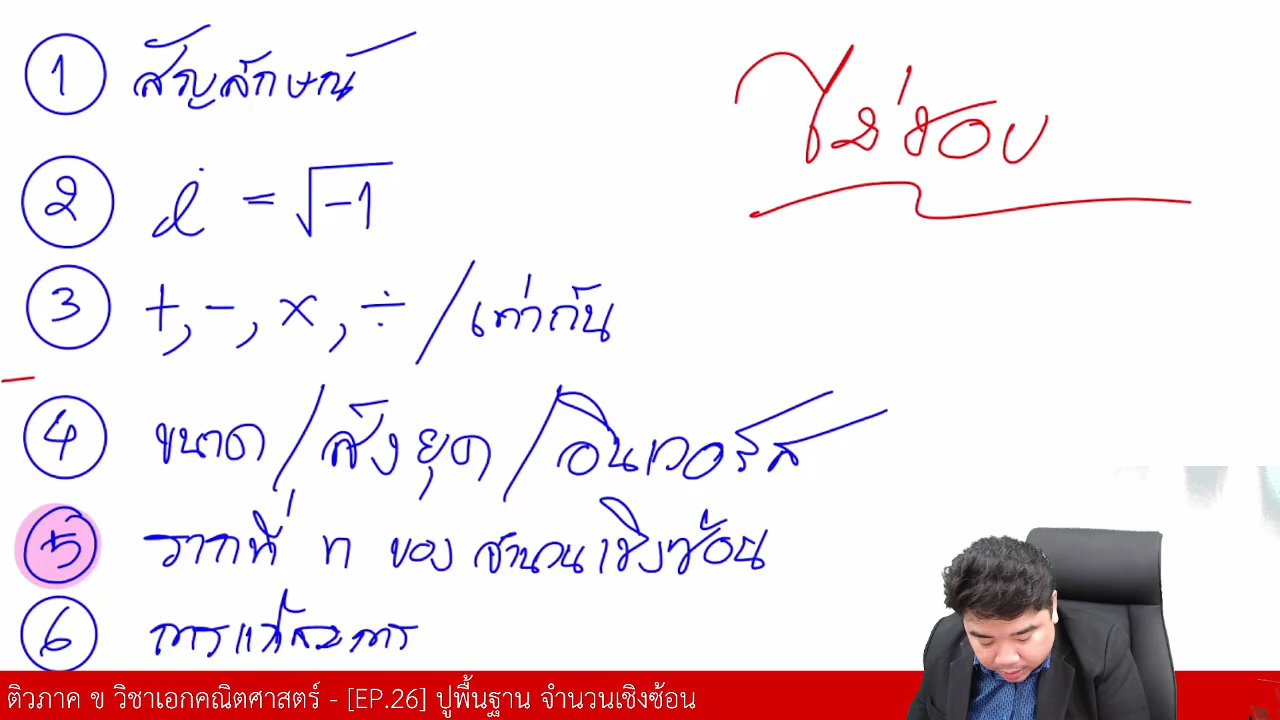 ① สัญลักษณ์
② i = √-1
③ +, -, ×, ÷ / เท่ากัน
④ ขนาด / สังยุค / อินเวอร์ส
⑤ รากที่ n ของ จำนวนเชิงซ้อน
⑥ การแก้สมการ
ไม่ชอบ
ติวภาค ข วิชาเอกคณิตศาสตร์ - [EP.26] ปูพื้นฐาน จำนวนเชิงซ้อน